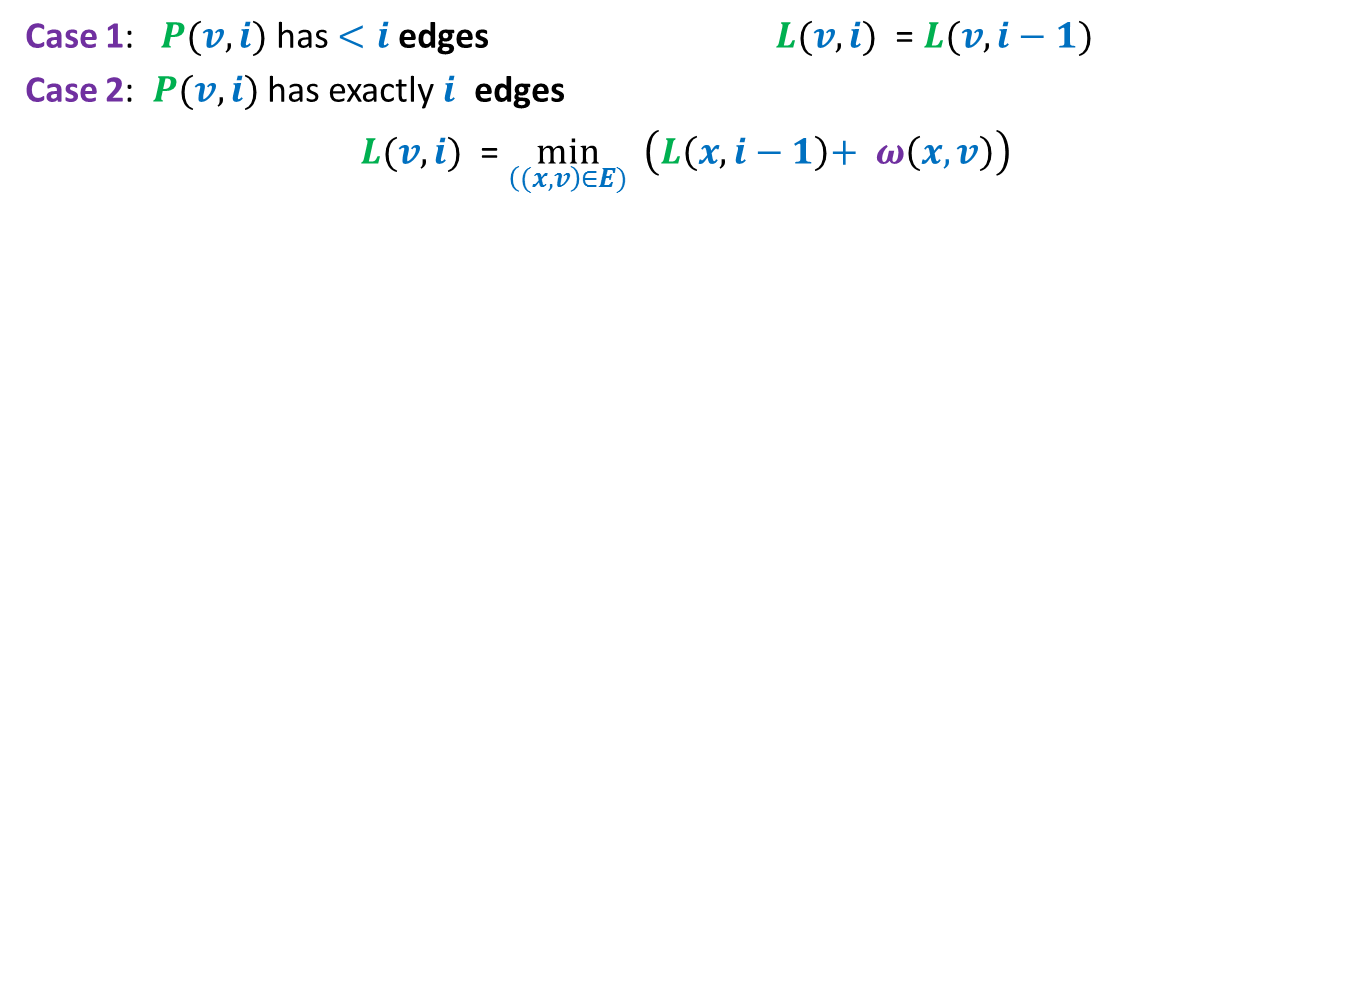 Case 1: P(v, i) has < i edges L(v, i) = L(v, i − 1)
Case 2: P(v, i) has exactly i edges
L(v, i) = min (L(x, i − 1)+ ω(x, v))
((x,v)∈E)